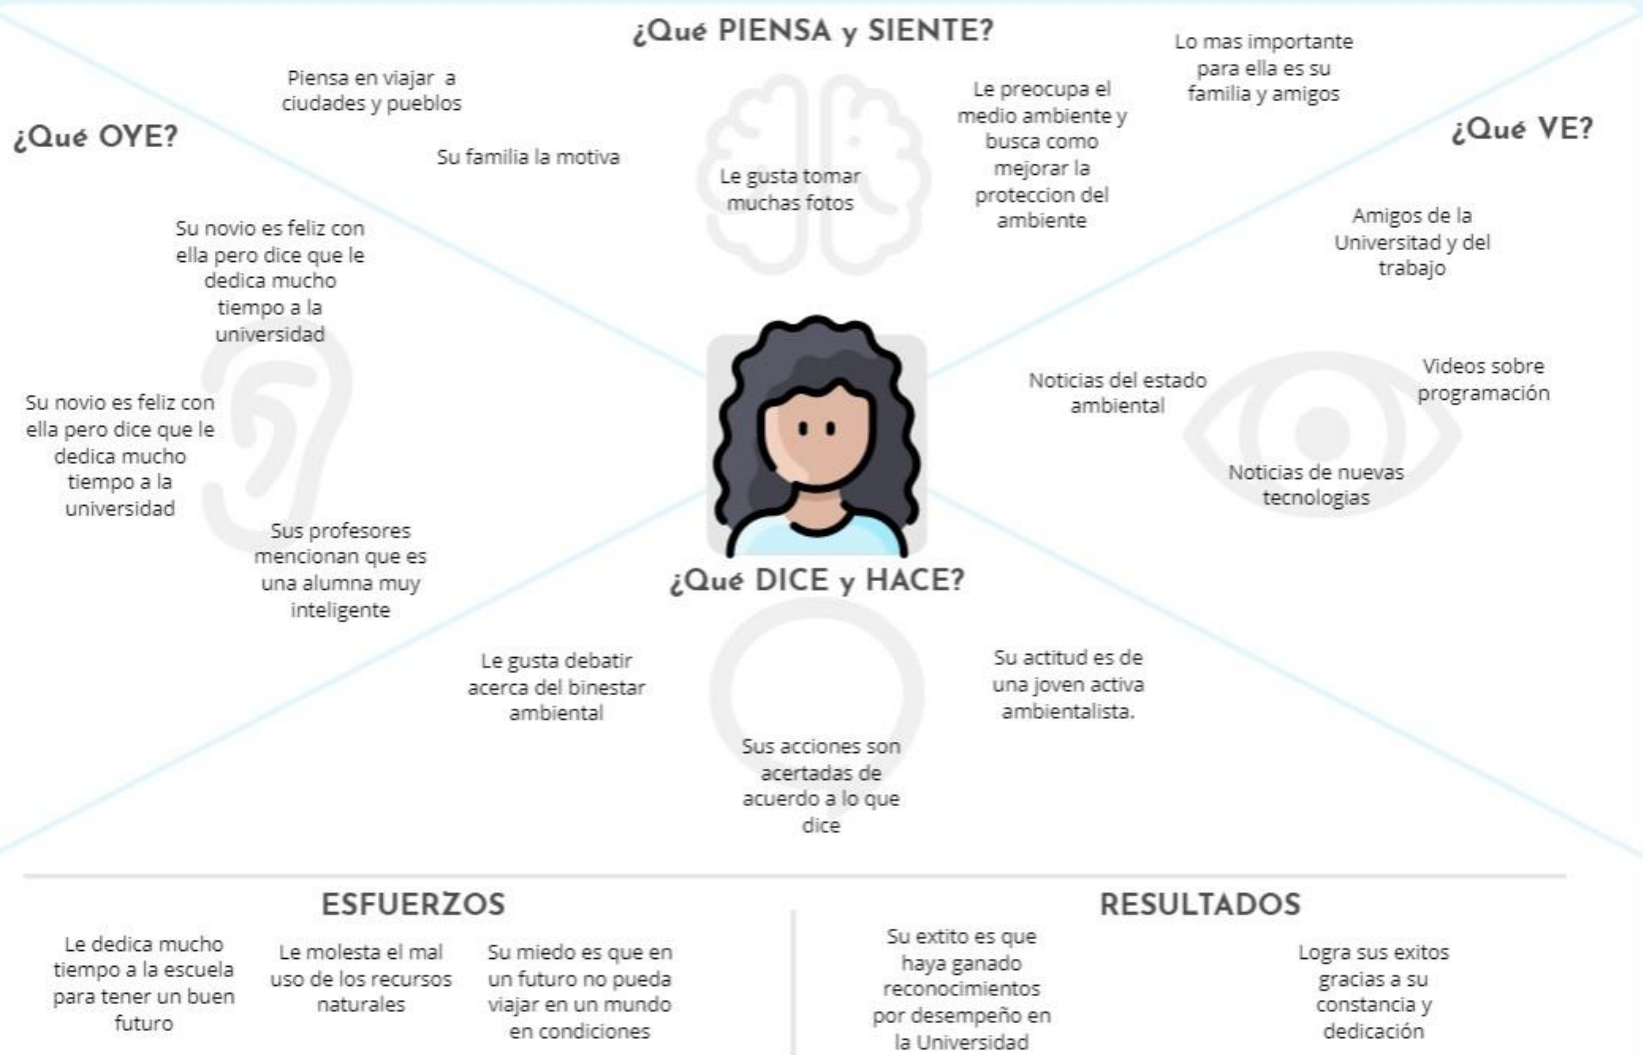 ¿Qué PIENSA y SIENTE?
Piensa en viajar a
ciudades y pueblos
Su familia la motiva
Le gusta tomar
muchas fotos
Le preocupa el
medio ambiente y
busca como
mejorar la
proteccion del
ambiente
Lo mas importante
para ella es su
familia y amigos
¿Qué OYE?
Su novio es feliz con
ella pero dice que le
dedica mucho
tiempo a la
universidad
Su novio es feliz con
ella pero dice que le
dedica mucho
tiempo a la
universidad
Sus profesores
mencionan que es
una alumna muy
inteligente
¿Qué VE?
Amigos de la
Universitad y del
trabajo
Noticias del estado
ambiental
Videos sobre
programación
Noticias de nuevas
tecnologias
¿Qué DICE y HACE?
Le gusta debatir
acerca del binestar
ambiental
Sus acciones son
acertadas de
acuerdo a lo que
dice
Su actitud es de
una joven activa
ambientalista.
ESFUERZOS
Le dedica mucho
tiempo a la escuela
para tener un buen
futuro
Le molesta el mal
uso de los recursos
naturales
Su miedo es que en
un futuro no pueda
viajar en un mundo
en condiciones
RESULTADOS
Su extito es que
haya ganado
reconocimientos
por desempeño en
la Universidad
Logra sus exitos
gracias a su
constancia y
dedicación